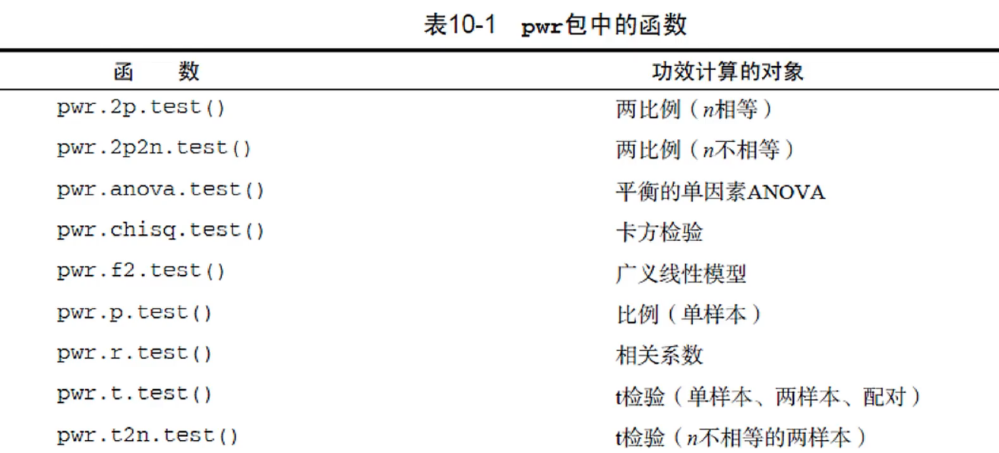 表10-1 pwr包中的函数
函 数 功效计算的对象
pwr.2p.test() 两比例（n相等）
pwr.2p2n.test() 两比例（n不相等）
pwr.anova.test() 平衡的单因素ANOVA
pwr.chisq.test() 卡方检验
pwr.f2.test() 广义线性模型
pwr.p.test() 比例（单样本）
pwr.r.test() 相关系数
pwr.t.test() t检验（单样本、两样本、配对）
pwr.t2n.test() t检验（n不相等的两样本）